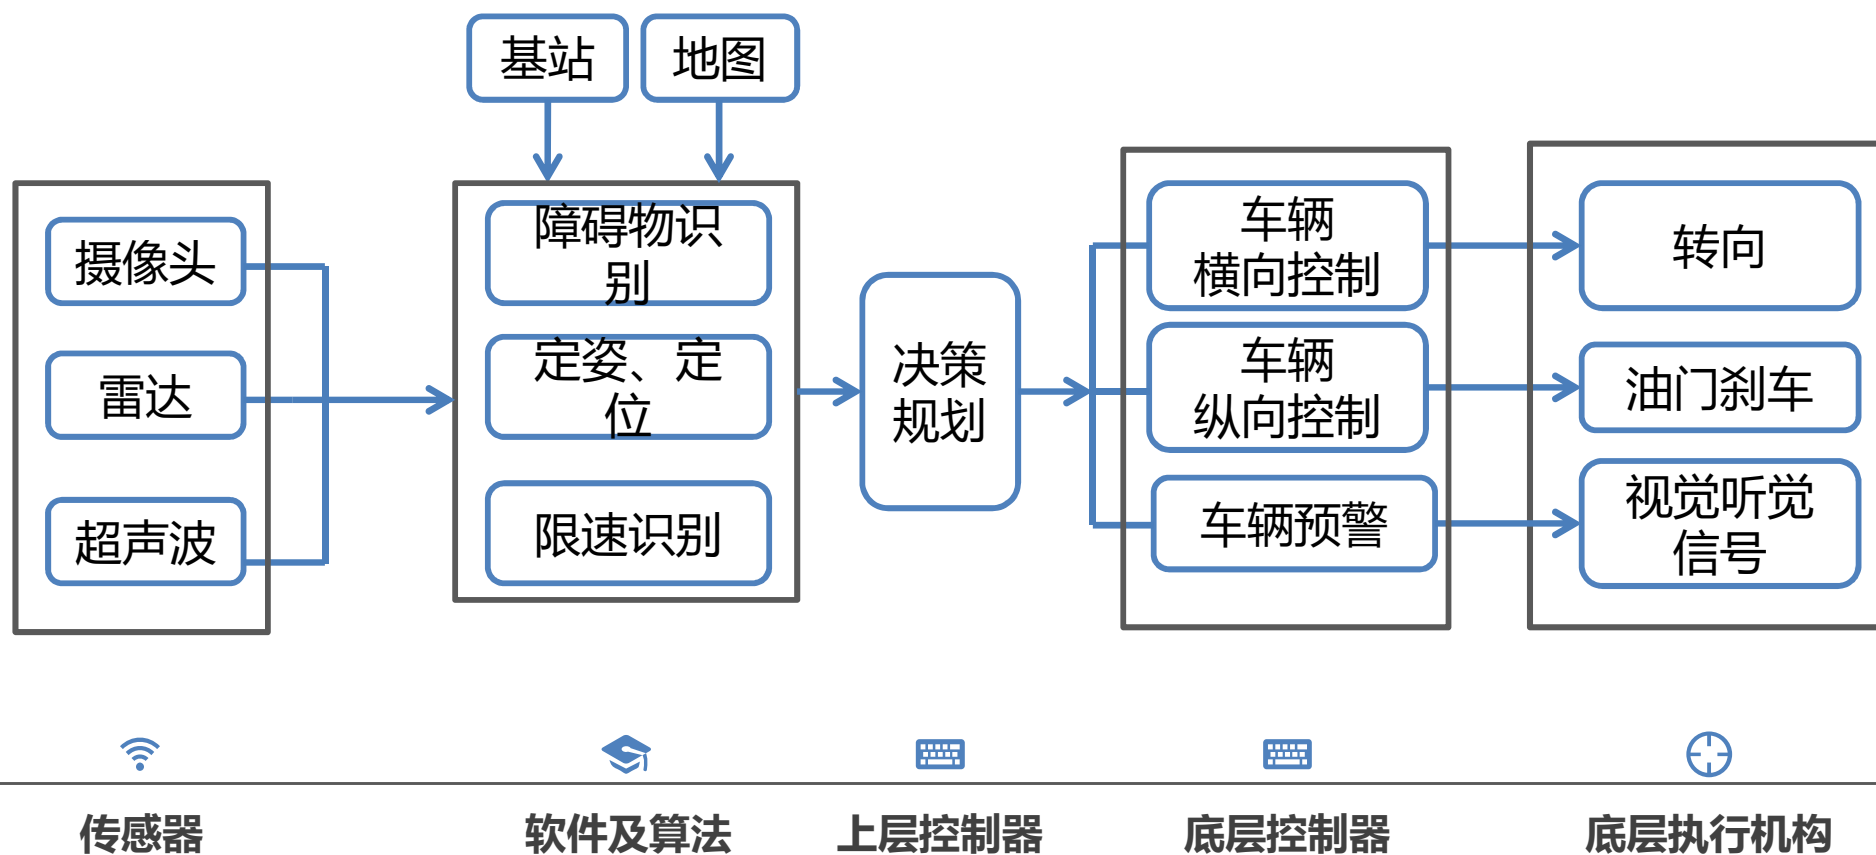 基站
地图
摄像头
雷达
超声波
障碍物识
别
定姿、定
位
限速识别
决策
规划
车辆
横向控制
车辆
纵向控制
车辆预警
转向
油门刹车
视觉听觉
信号
传感器
软件及算法
上层控制器
底层控制器
底层执行机构